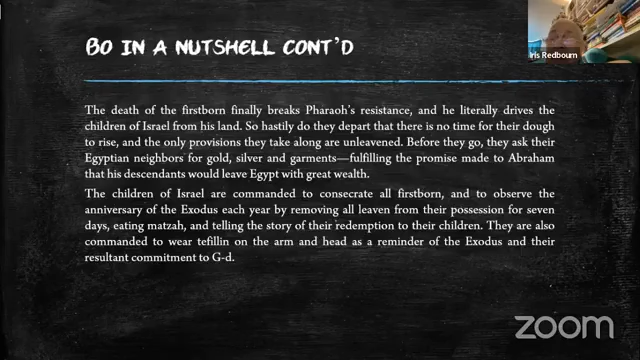 BO IN A NUTSHELL CONT'D
Iris Redbourn
The death of the firstborn finally breaks Pharaoh's resistance, and he literally drives the
children of Israel from his land. So hastily do they depart that there is no time for their dough
to rise, and the only provisions they take along are unleavened. Before they go, they ask their
Egyptian neighbors for gold, silver and garments—fulfilling the promise made to Abraham
that his descendants would leave Egypt with great wealth.
The children of Israel are commanded to consecrate all firstborn, and to observe the
anniversary of the Exodus each year by removing all leaven from their possession for seven
days, eating matzah, and telling the story of their redemption to their children. They are also
commanded to wear tefillin on the arm and head as a reminder of the Exodus and their
resultant commitment to G-d.
zoom